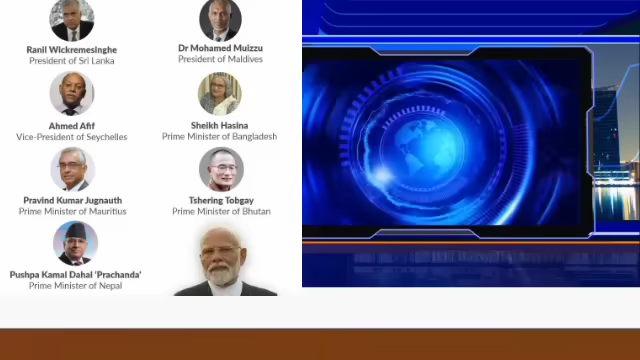 Ranil Wickremesinghe
President of Sri Lanka
Dr Mohamed Muizzu
President of Maldives
Ahmed Afif
Vice-President of Seychelles
Sheikh Hasina
Prime Minister of Bangladesh
Pravind Kumar Jugnauth
Prime Minister of Mauritius
Tshering Tobgay
Prime Minister of Bhutan
Pushpa Kamal Dahal 'Prachanda'
Prime Minister of Nepal